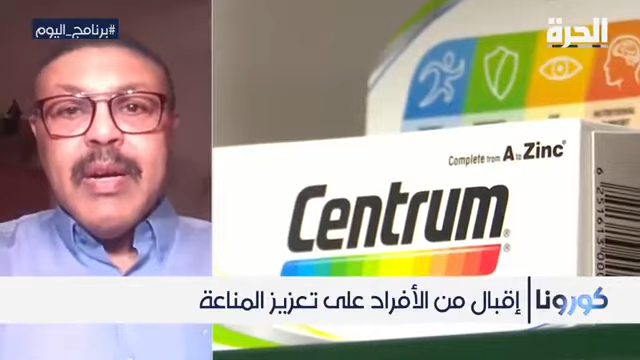 #برنامج_اليوم
الحرة
Complete from A to Zinc®
Centrum®
كورونا
إقبال من الأفراد على تعزيز المناعة